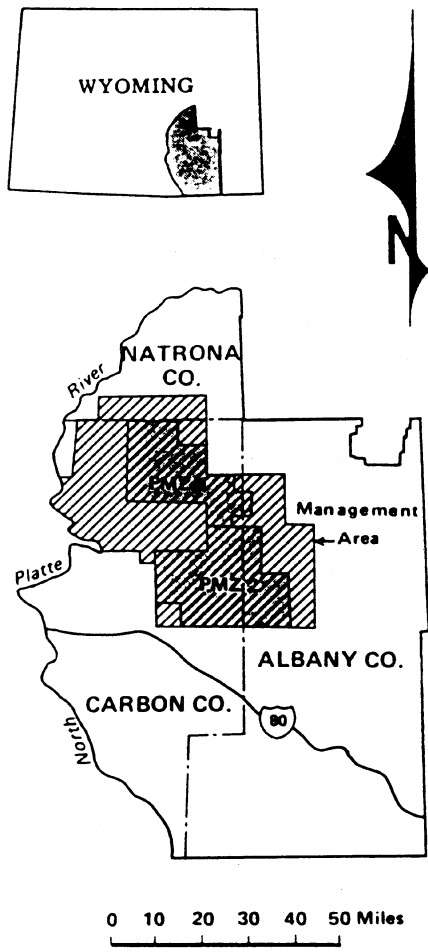 WYOMING
N
NATRONA
CO.
River
PMZ
Management
Area
Platte
PMZ 2
ALBANY CO.
CARBON CO.
80
North
0 10 20 30 40 50 Miles